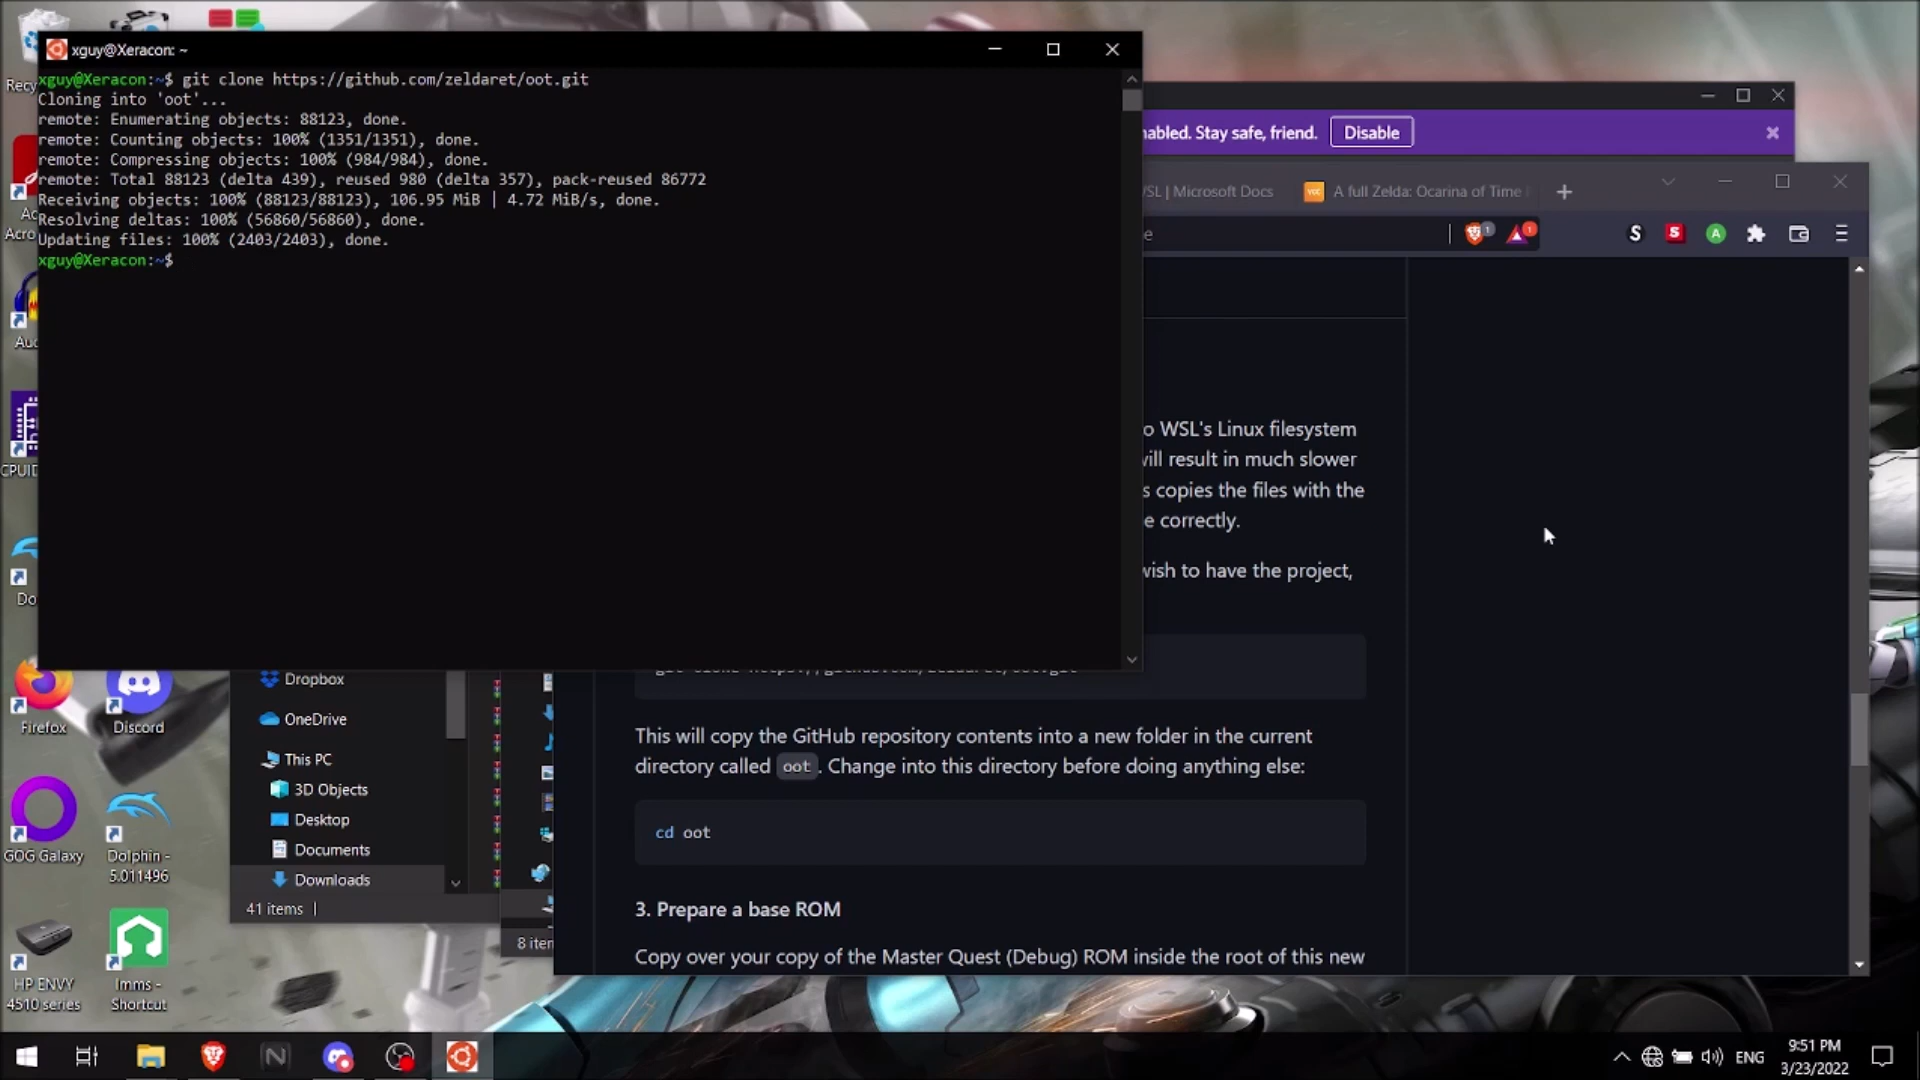 xguy@Xeracon: ~
xguy@Xeracon:~$ git clone https://github.com/zeldaret/oot.git
Cloning into 'oot'...
remote: Enumerating objects: 88123, done.
remote: Counting objects: 100% (1351/1351), done.
remote: Compressing objects: 100% (984/984), done.
remote: Total 88123 (delta 439), reused 980 (delta 357), pack-reused 86772
Receiving objects: 100% (88123/88123), 106.95 MiB | 4.72 MiB/s, done.
Resolving deltas: 100% (56860/56860), done.
Updating files: 100% (2403/2403), done.
xguy@Xeracon:~$
Stay safe, friend. Disable
| Microsoft Docs
A full Zelda: Ocarina of Time
1
1
S
S
A
WSL's Linux filesystem
result in much slower
copies the files with the
correctly.
to have the project,
This will copy the GitHub repository contents into a new folder in the current
directory called oot. Change into this directory before doing anything else:
cd oot
3. Prepare a base ROM
Copy over your copy of the Master Quest (Debug) ROM inside the root of this new
Dropbox
OneDrive
This PC
3D Objects
Desktop
Documents
Downloads
41 items
8
Firefox
Discord
GOG Galaxy
Dolphin -
5.011496
HP ENVY
4510 series
lmms -
Shortcut
N
ENG
9:51 PM
3/23/2022